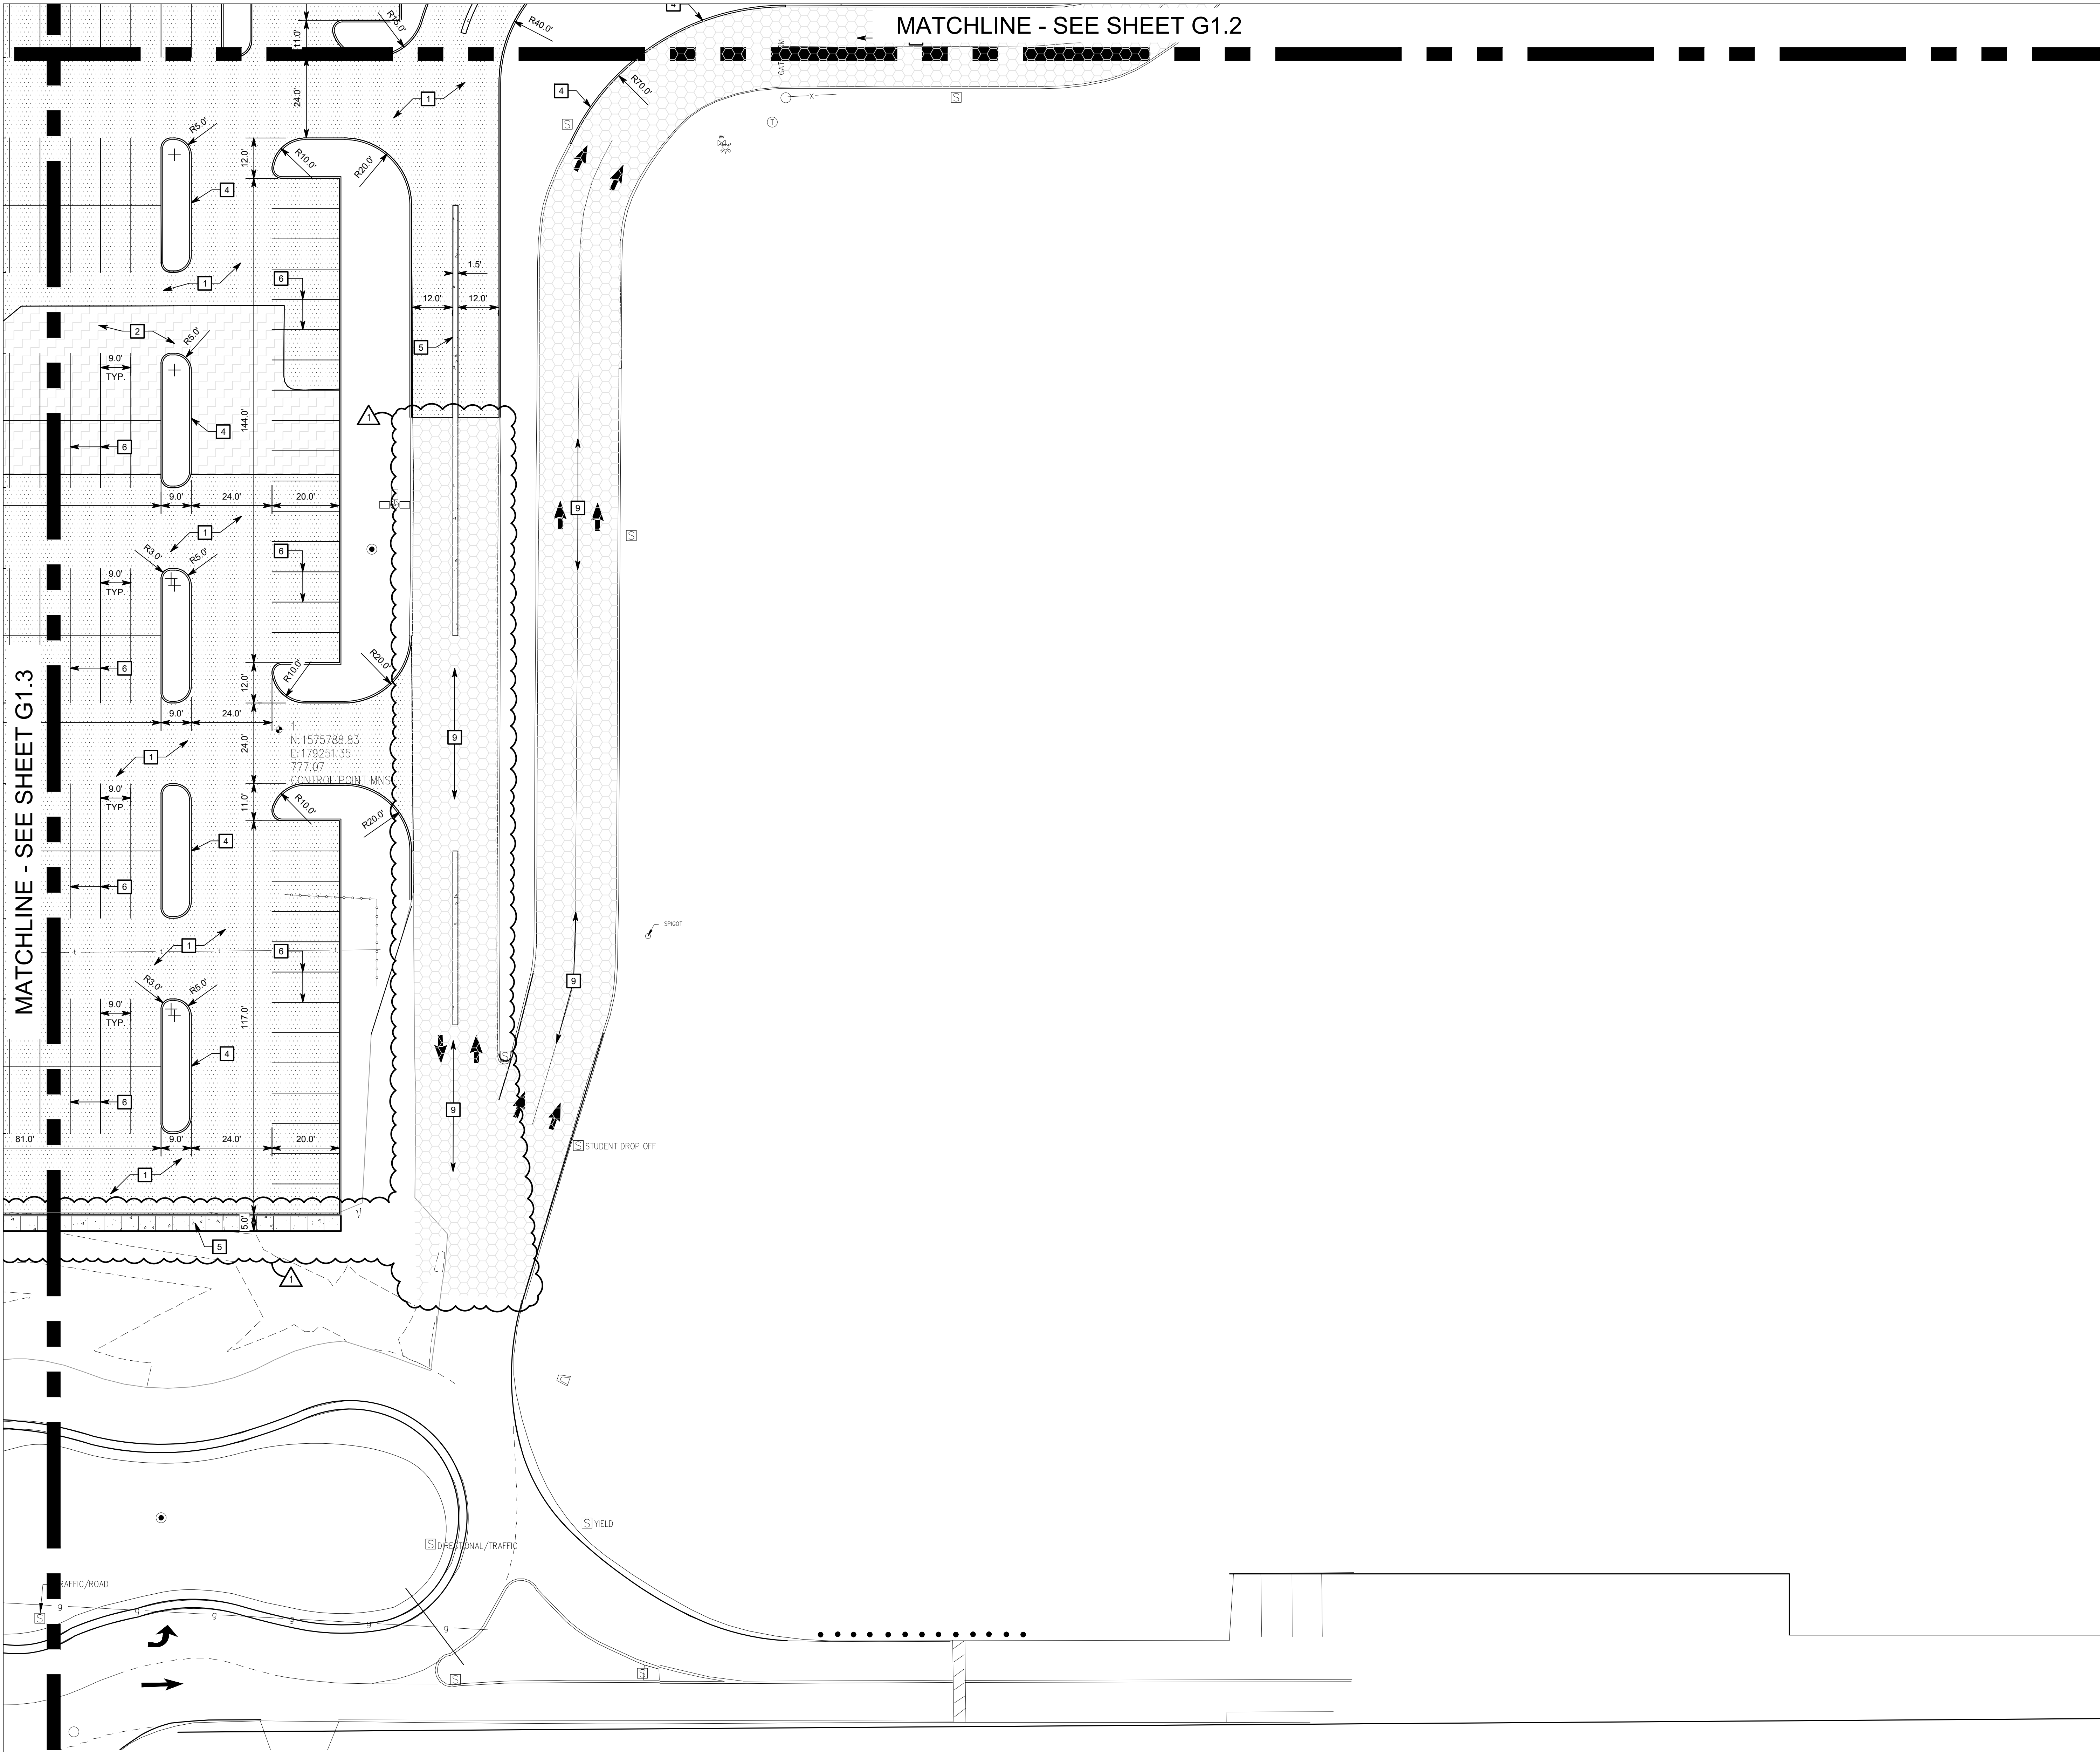 MATCHLINE - SEE SHEET G1.2
MATCHLINE - SEE SHEET G1.3
4
R15.0'
11.0'
R40.0'
24.0'
1
4
R70.0'
S
S
X
T
R5.0'
12.0'
R10.0'
R20.0'
4
1
6
1.5'
12.0'
12.0'
5
2
R5.0'
9.0'
TYP.
144.0'
4
6
1
9.0'
24.0'
20.0'
9
S
1
R3.0'
R5.0'
6
9.0'
TYP.
6
12.0'
R10.0'
R20.0'
9.0'
24.0'
24.0'
1
N:1575788.83
E:179251.35
777.07
CONTROL POINT MNS
9
1
9.0'
TYP.
11.0'
R10.0'
R20.0'
4
6
SPIGOT
1
6
9
R3.0'
R5.0'
9.0'
TYP.
117.0'
4
S
6
9
81.0'
9.0'
24.0'
20.0'
S STUDENT DROP OFF
1
5.0'
5
1
S YIELD
S DIRECTIONAL/TRAFFIC
RAFFIC/ROAD
S
g
g
g
g
g
g
S
S